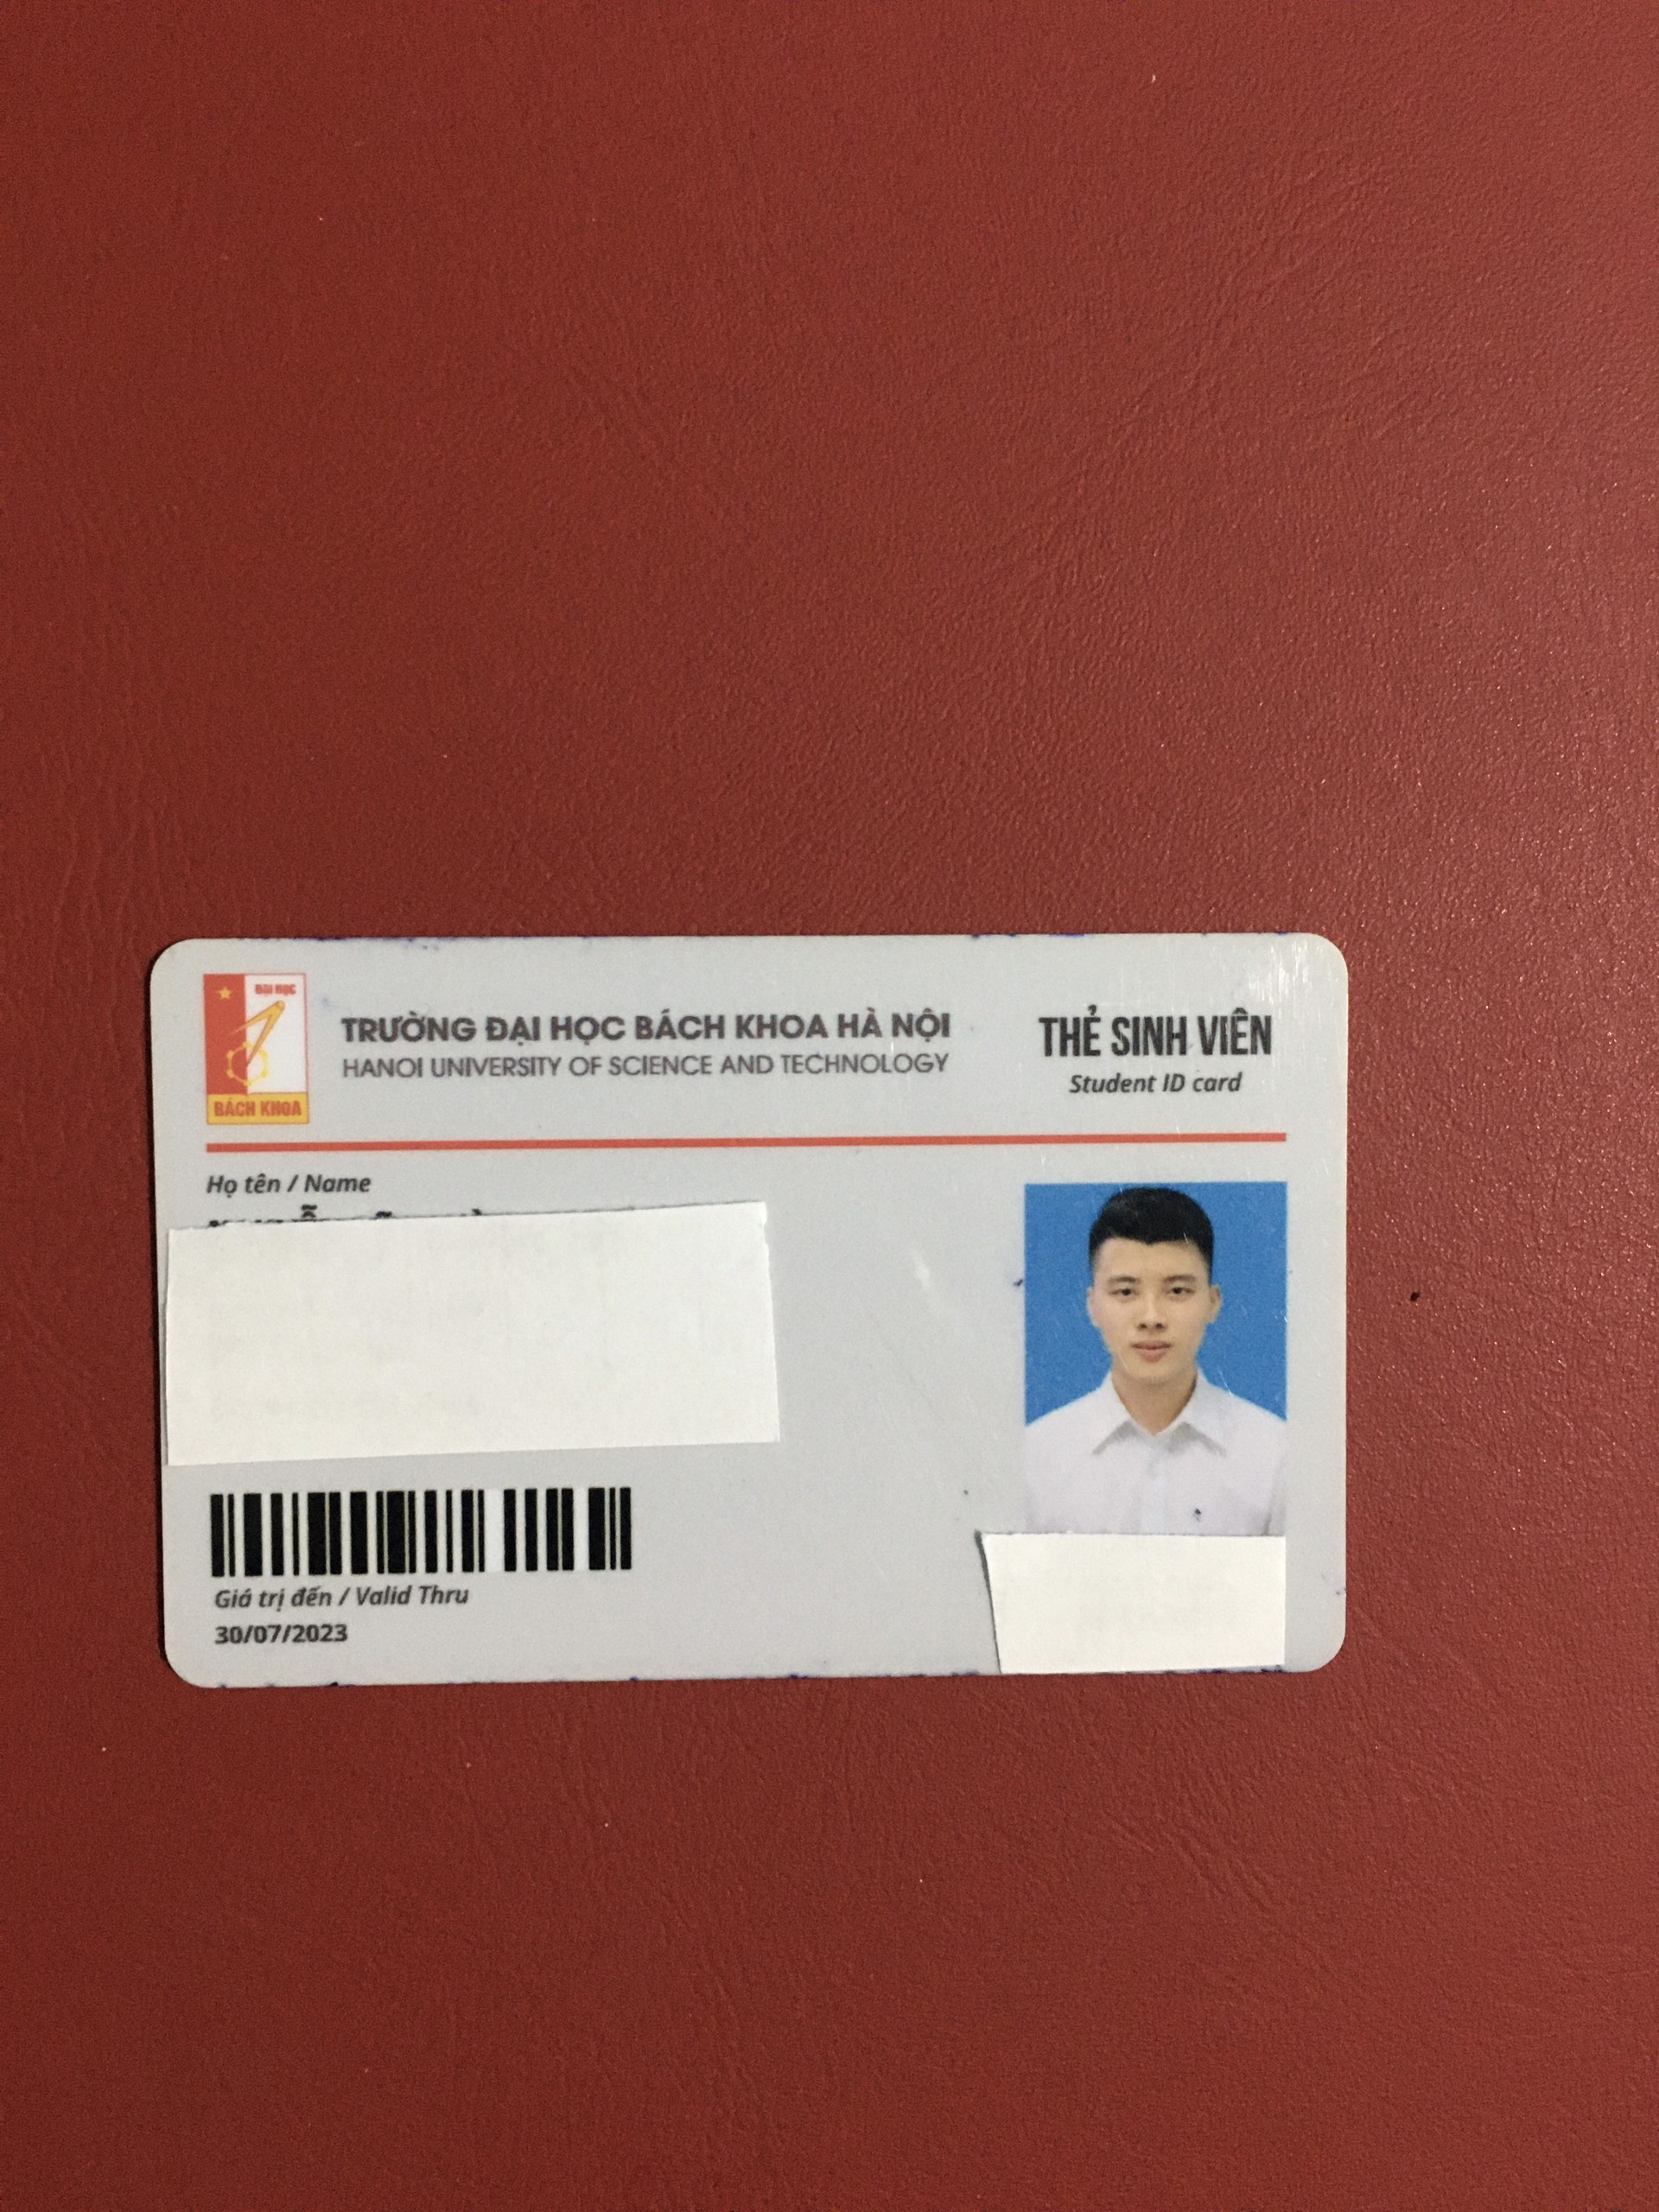 ĐẠI HỌC
BÁCH KHOA
TRƯỜNG ĐẠI HỌC BÁCH KHOA HÀ NỘI
HANOI UNIVERSITY OF SCIENCE AND TECHNOLOGY
THẺ SINH VIÊN
Student ID card
Họ tên / Name
Giá trị đến / Valid Thru
30/07/2023